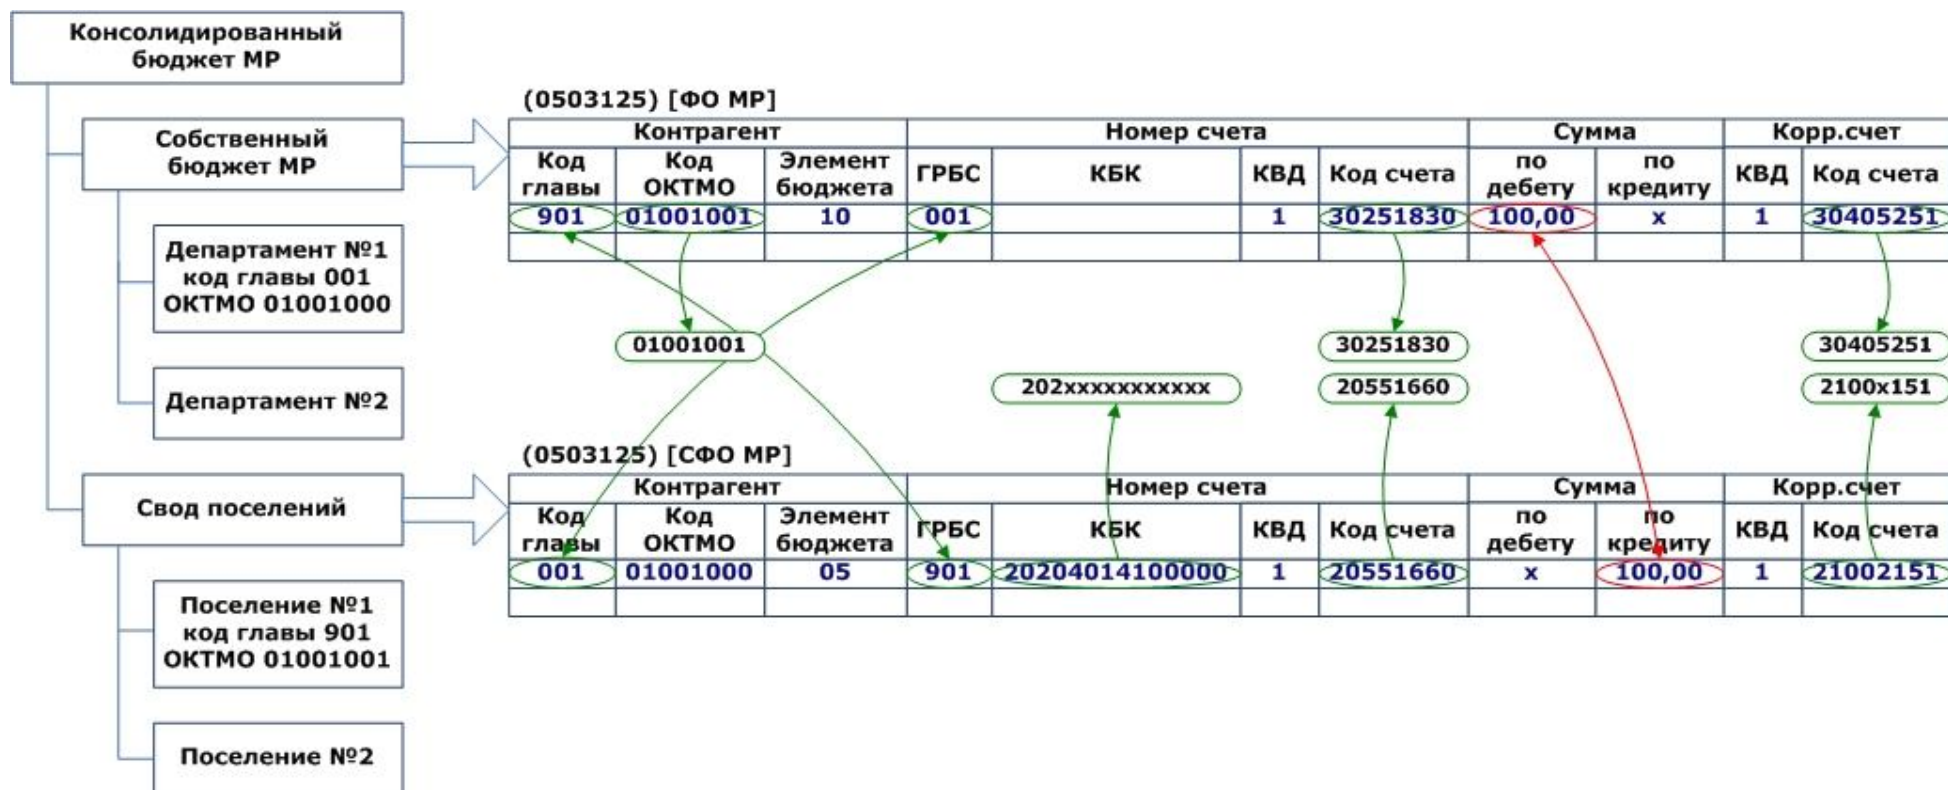 Консолидированный
бюджет МР
Собственный
бюджет МР
Департамент №1
код главы 001
ОКТМО 01001000
Департамент №2
Свод поселений
Поселение №1
код главы 901
ОКТМО 01001001
Поселение №2
(0503125) [ФО МР]
Контрагент Номер счета Сумма Корр.счет
Код главы Код ОКТМО Элемент бюджета ГРБС КБК КВД Код счета по дебету по кредиту КВД Код счета
901 01001001 10 001 1 30251830 100,00 x 1 30405251
01001001 30251830 30405251
202xxxxxxxxxxx 20551660 2100x151
(0503125) [СФО МР]
Контрагент Номер счета Сумма Корр.счет
Код главы Код ОКТМО Элемент бюджета ГРБС КБК КВД Код счета по дебету по кредиту КВД Код счета
001 01001000 05 901 20204014100000 1 20551660 x 100,00 1 21002151